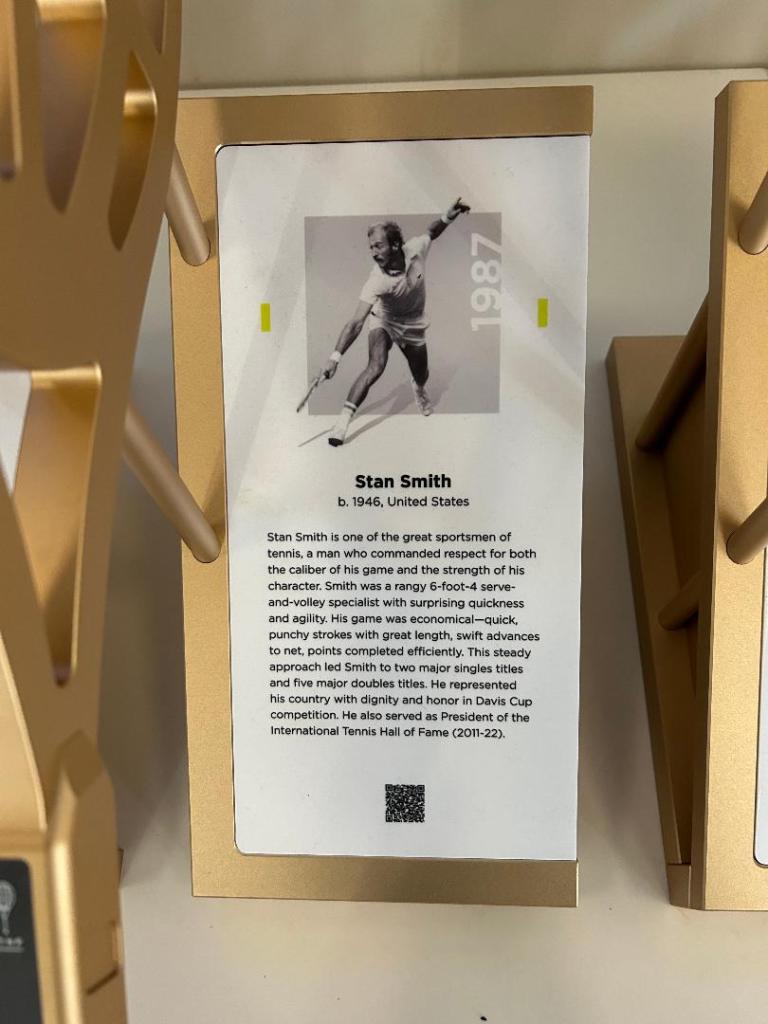 1987
Stan Smith
b. 1946, United States
Stan Smith is one of the great sportsmen of
tennis, a man who commanded respect for both
the caliber of his game and the strength of his
character. Smith was a rangy 6-foot-4 serve-
and-volley specialist with surprising quickness
and agility. His game was economical—quick,
punchy strokes with great length, swift advances
to net, points completed efficiently. This steady
approach led Smith to two major singles titles
and five major doubles titles. He represented
his country with dignity and honor in Davis Cup
competition. He also served as President of the
International Tennis Hall of Fame (2011-22).